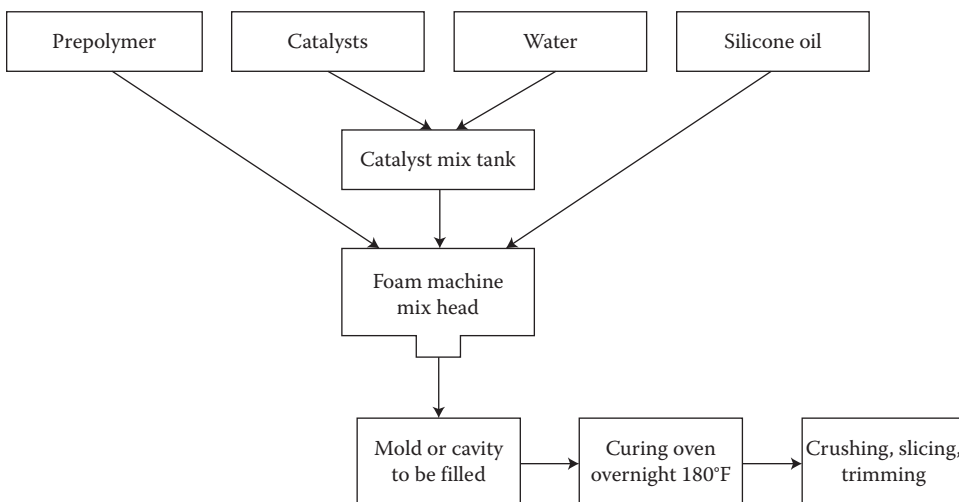 Prepolymer
Catalysts
Water
Silicone oil
Catalyst mix tank
Foam machine
mix head
Mold or cavity
to be filled
Curing oven
overnight 180°F
Crushing, slicing,
trimming